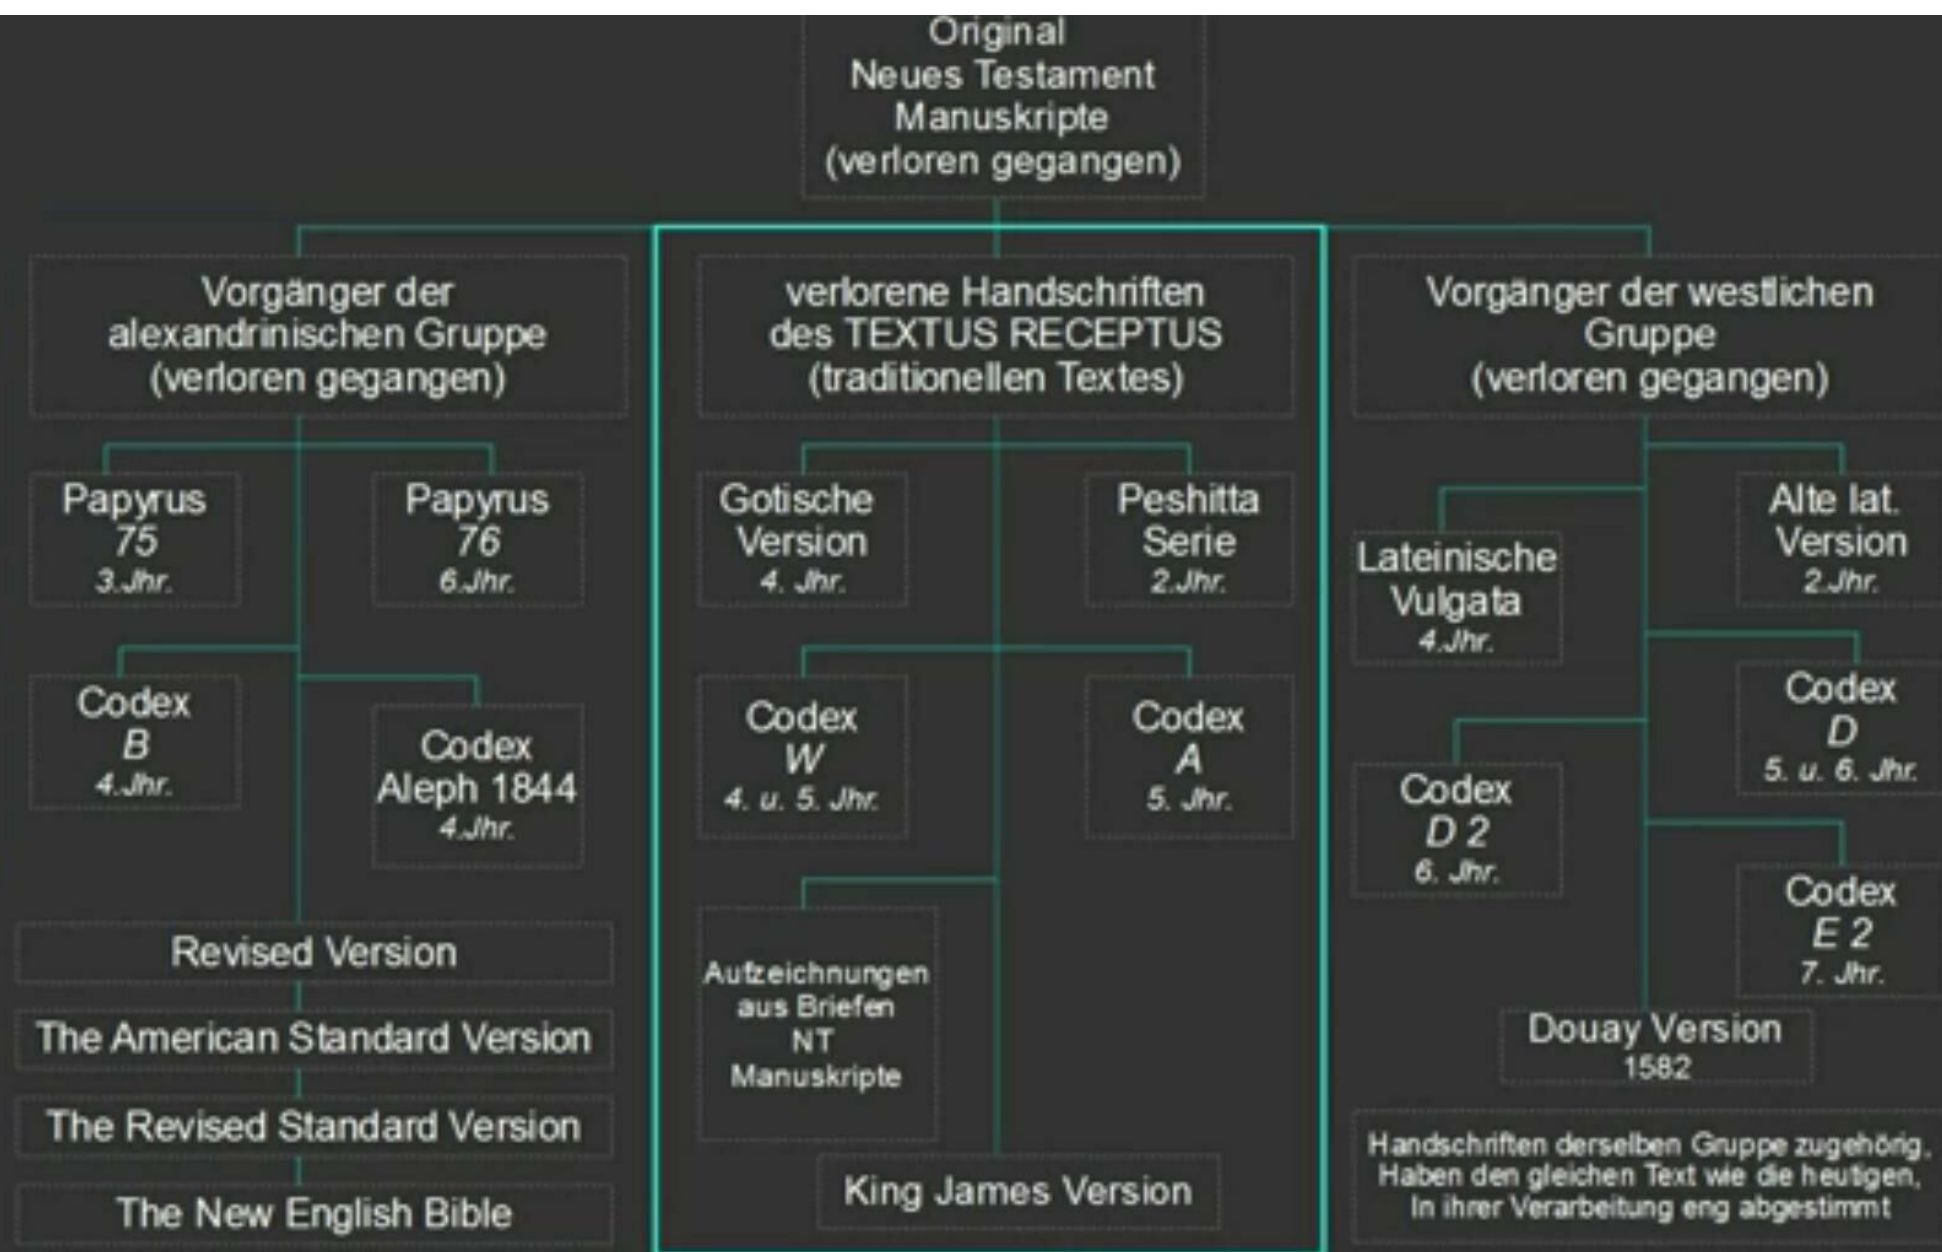 Original
Neues Testament
Manuskripte
(verloren gegangen)
Vorgänger der
alexandrinischen Gruppe
(verloren gegangen)
verlorene Handschriften
des TEXTUS RECEPTUS
(traditionellen Textes)
Vorgänger der westlichen
Gruppe
(verloren gegangen)
Papyrus
75
3.Jhr.
Papyrus
76
6.Jhr.
Gotische
Version
4. Jhr.
Peshitta
Serie
2.Jhr.
Lateinische
Vulgata
4.Jhr.
Alte lat.
Version
2.Jhr.
Codex
B
4.Jhr.
Codex
Aleph 1844
4.Jhr.
Codex
W
4. u. 5. Jhr.
Codex
A
5. Jhr.
Codex
D
5. u. 6. Jhr.
Codex
D 2
6. Jhr.
Codex
E 2
7. Jhr.
Revised Version
The American Standard Version
The Revised Standard Version
The New English Bible
Aufzeichnungen
aus Briefen
NT
Manuskripte
King James Version
Douay Version
1582
Handschriften derselben Gruppe zugehörig,
Haben den gleichen Text wie die heutigen,
In ihrer Verarbeitung eng abgestimmt